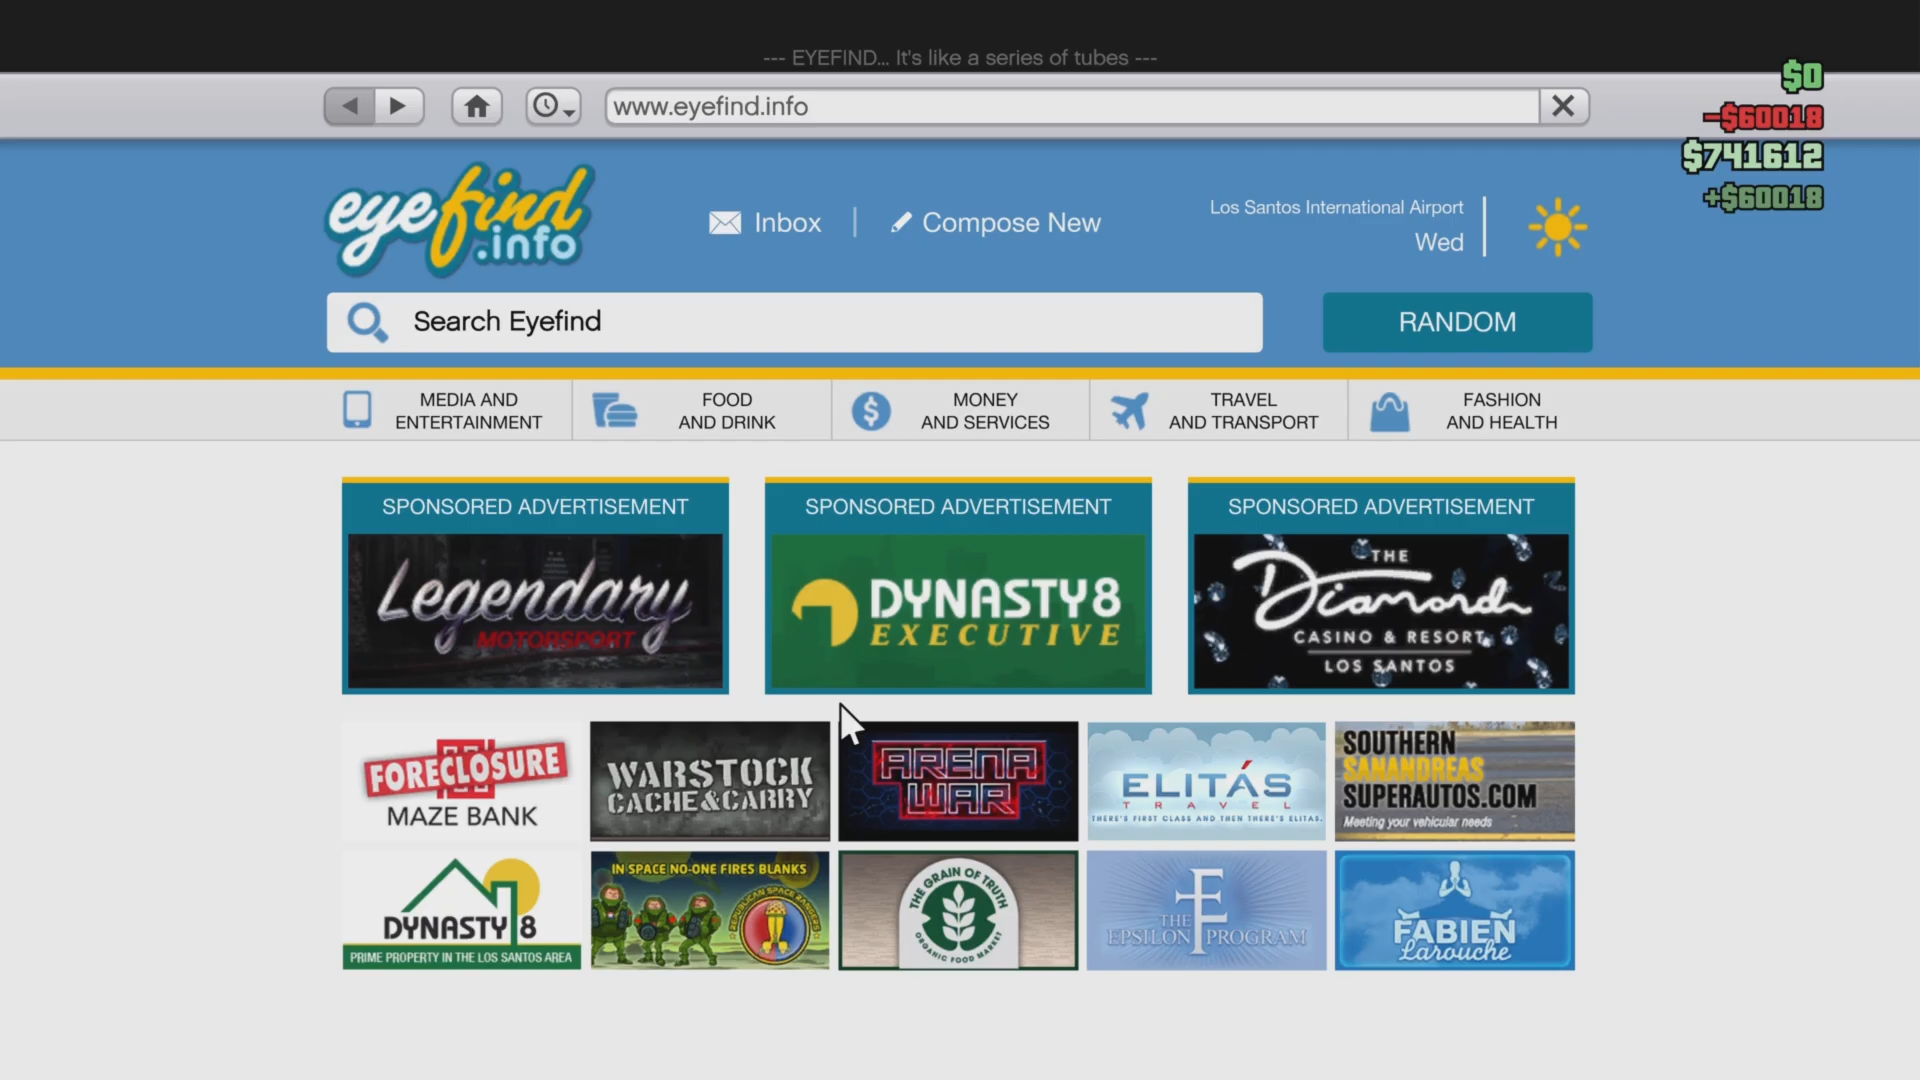 --- EYEFIND... It's like a series of tubes ---
$0
www.eyefind.info
-$60018
$741612
+$60018
eyefind
.info
Inbox
Compose New
Los Santos International Airport
Wed
Search Eyefind
RANDOM
MEDIA AND
ENTERTAINMENT
FOOD
AND DRINK
MONEY
AND SERVICES
TRAVEL
AND TRANSPORT
FASHION
AND HEALTH
SPONSORED ADVERTISEMENT
Legendary
MOTORSPORT
SPONSORED ADVERTISEMENT
DYNASTY8
EXECUTIVE
SPONSORED ADVERTISEMENT
THE
Diamond
CASINO & RESORT
LOS SANTOS
FORECLOSURE
MAZE BANK
WARSTOCK
CACHE&CARRY
ARENA
WAR
ELITÁS
TRAVEL
THERE'S FIRST CLASS AND THEN THERE'S ELITAS.
SOUTHERN
SANANDREAS
SUPERAUTOS.COM
Meeting your vehicular needs
DYNASTY 8
PRIME PROPERTY IN THE LOS SANTOS AREA
IN SPACE NO-ONE FIRES BLANKS
REPUBLICAN SPACE RANGERS
THE GRAIN OF TRUTH
ORGANIC FOOD MARKET
THE
EPSILON PROGRAM
FABIEN
Larouche